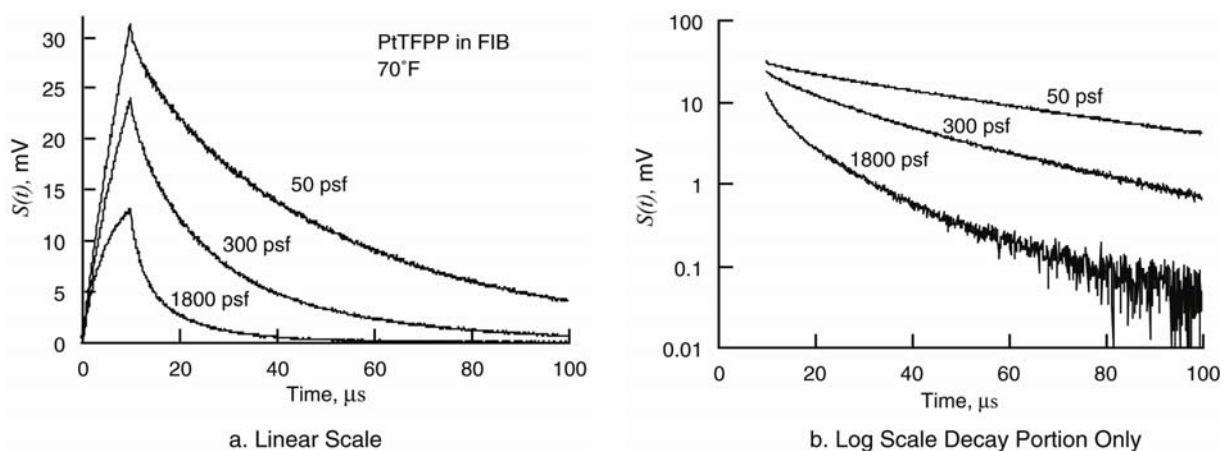 30
25
20
15
10
5
0
S(t), mV
PtTFPP in FIB
70˚F
50 psf
300 psf
1800 psf
0 20 40 60 80 100
Time, μs
a. Linear Scale
100
10
1
0.1
0.01
S(t), mV
50 psf
300 psf
1800 psf
0 20 40 60 80 100
Time, μs
b. Log Scale Decay Portion Only